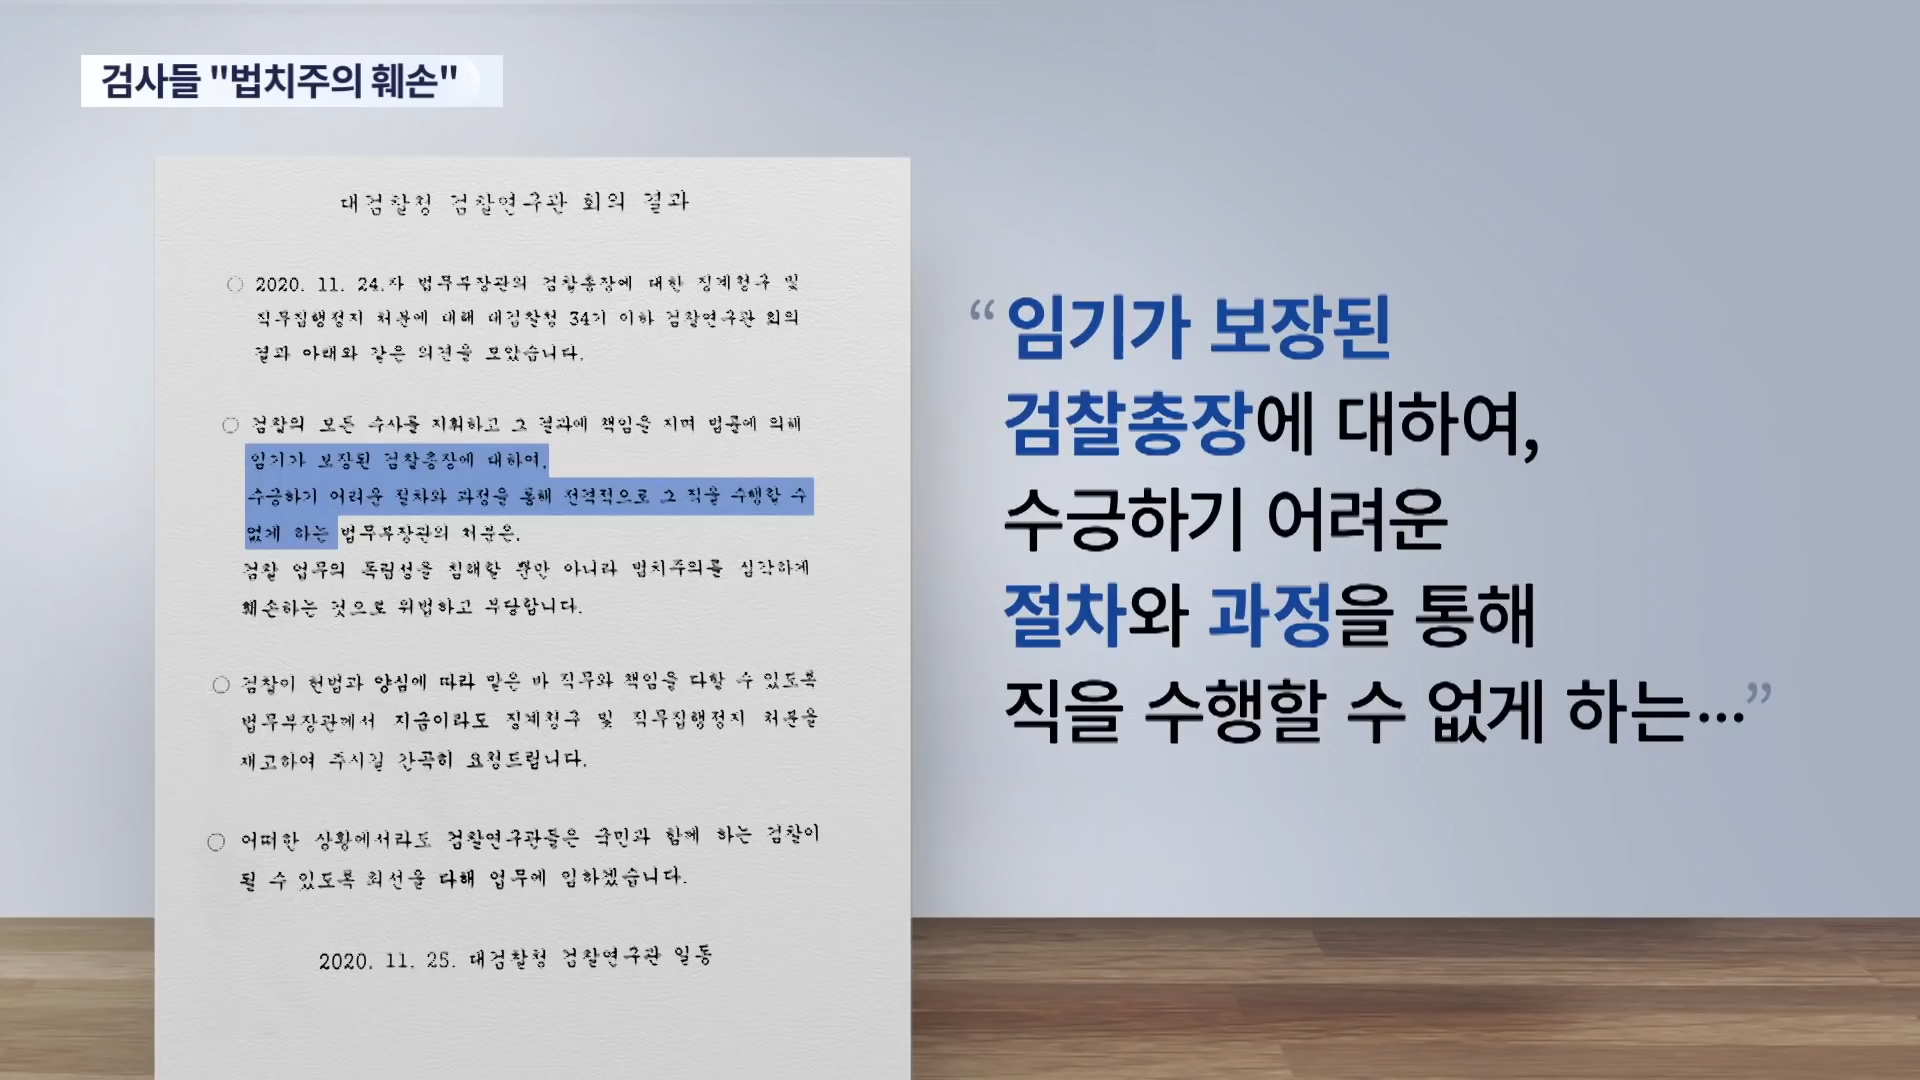 검사들 "법치주의 훼손"
대검찰청 검찰연구관 회의 결과
○ 2020. 11. 24.자 법무부장관의 검찰총장에 대한 징계청구 및
직무집행정지 처분에 대해 대검찰청 34기 이하 검찰연구관 회의
결과 아래와 같은 의견을 모았습니다.
○ 검찰의 모든 수사를 지휘하고 그 결과에 책임을 지며 법률에 의해
임기가 보장된 검찰총장에 대하여,
수긍하기 어려운 절차와 과정을 통해 전격적으로 그 직을 수행할 수
없게 하는 법무부장관의 처분은,
검찰 업무의 독립성을 침해할 뿐만 아니라 법치주의를 심각하게
훼손하는 것으로 위법하고 부당합니다.
○ 검찰이 헌법과 양심에 따라 맡은 바 직무와 책임을 다할 수 있도록
법무부장관께서 지금이라도 징계청구 및 직무집행정지 처분을
재고하여 주시길 간곡히 요청드립니다.
○ 어떠한 상황에서라도 검찰연구관들은 국민과 함께 하는 검찰이
될 수 있도록 최선을 다해 업무에 임하겠습니다.
2020. 11. 25. 대검찰청 검찰연구관 일동
“임기가 보장된
검찰총장에 대하여,
수긍하기 어려운
절차와 과정을 통해
직을 수행할 수 없게 하는…”